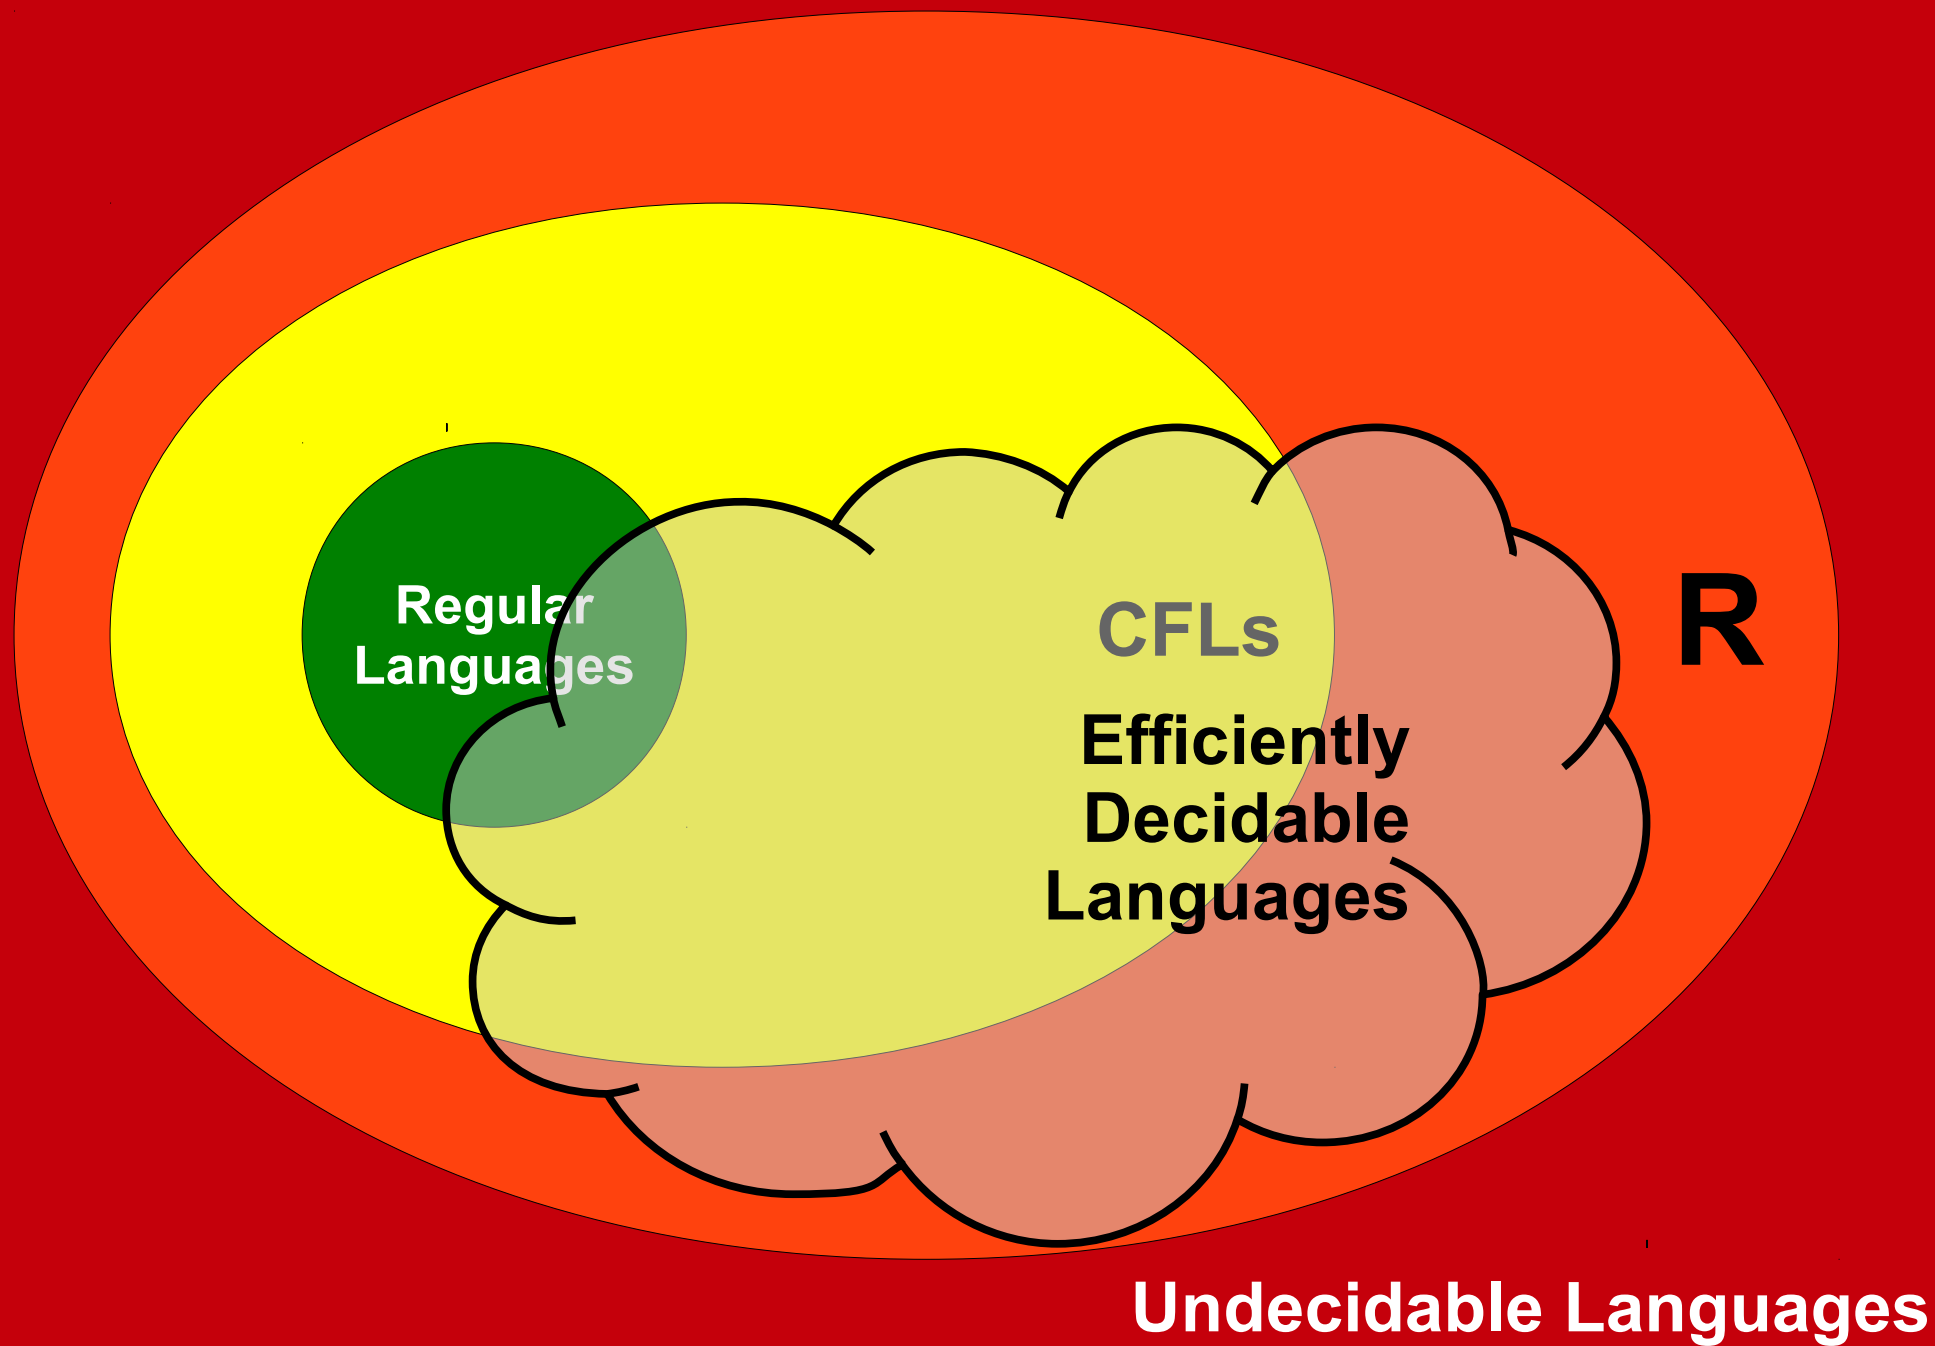 Regular
Languages
CFLs
R
Efficiently
Decidable
Languages
Undecidable Languages